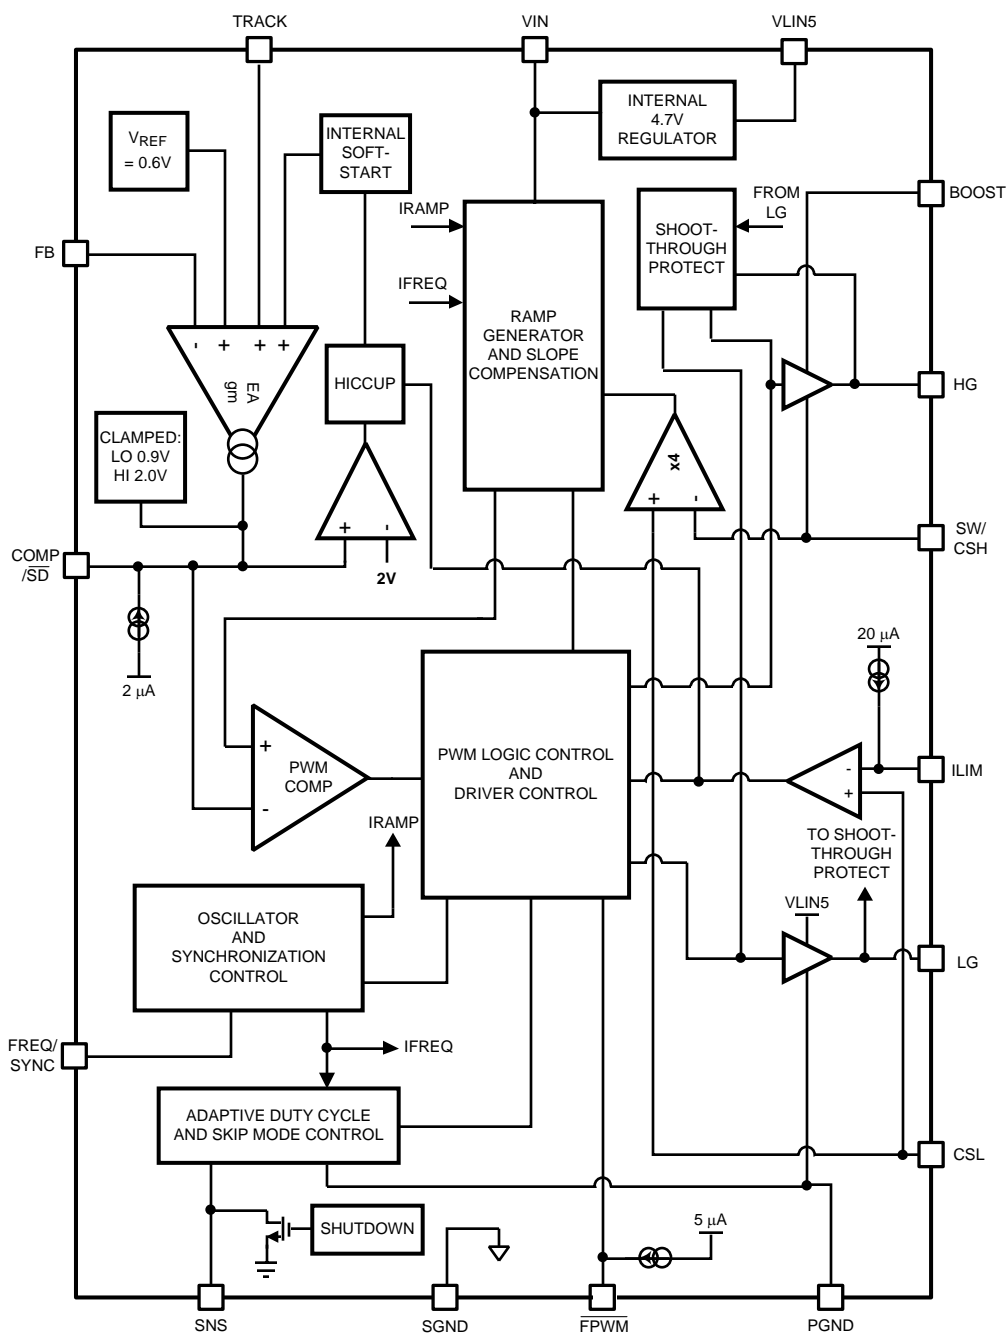 TRACK
VIN
VLIN5
INTERNAL
4.7V
REGULATOR
VREF
= 0.6V
INTERNAL
SOFT-
START
FROM
LG
BOOST
IRAMP
SHOOT-
THROUGH
PROTECT
FB
IFREQ
RAMP
GENERATOR
AND SLOPE
COMPENSATION
- + + +
EA
gm
HICCUP
HG
CLAMPED:
LO 0.9V
HI 2.0V
x4
+ -
+ -
SW/
CSH
COMP
/SD
2V
20 µA
2 µA
+
PWM
COMP
-
PWM LOGIC CONTROL
AND
DRIVER CONTROL
-
+
ILIM
IRAMP
TO SHOOT-
THROUGH
PROTECT
VLIN5
OSCILLATOR
AND
SYNCHRONIZATION
CONTROL
LG
FREQ/
SYNC
IFREQ
ADAPTIVE DUTY CYCLE
AND SKIP MODE CONTROL
CSL
SHUTDOWN
5 µA
SNS
SGND
FPWM
PGND